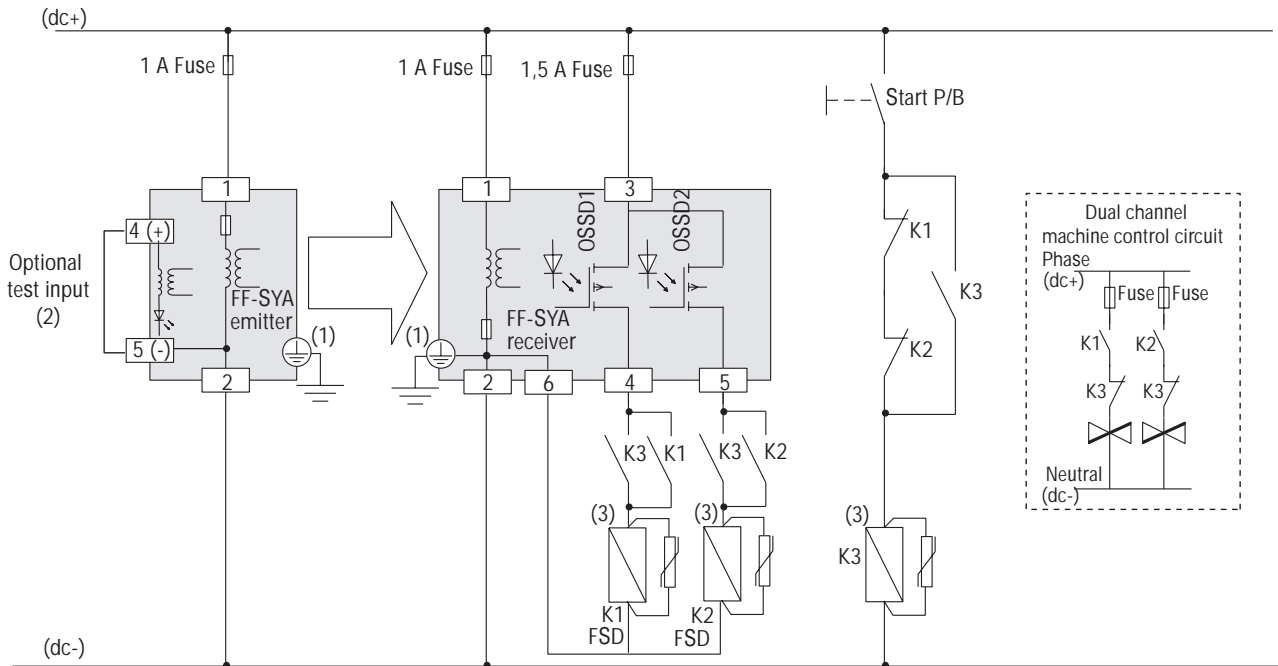 (dc+)
1 A Fuse
1 A Fuse
1,5 A Fuse
Start P/B
1
4 (+)
Optional
test input
(2)
5 (-)
FF-SYA
emitter
(1)
2
1
3
OSSD1
OSSD2
FF-SYA
receiver
(1)
2
6
4
5
K3
K1
K3
K2
(3)
(3)
K1
FSD
K2
FSD
K1
K2
K3
(3)
K3
Dual channel
machine control circuit
Phase
(dc+)
Fuse
Fuse
K1
K2
K3
K3
Neutral
(dc-)
(dc-)